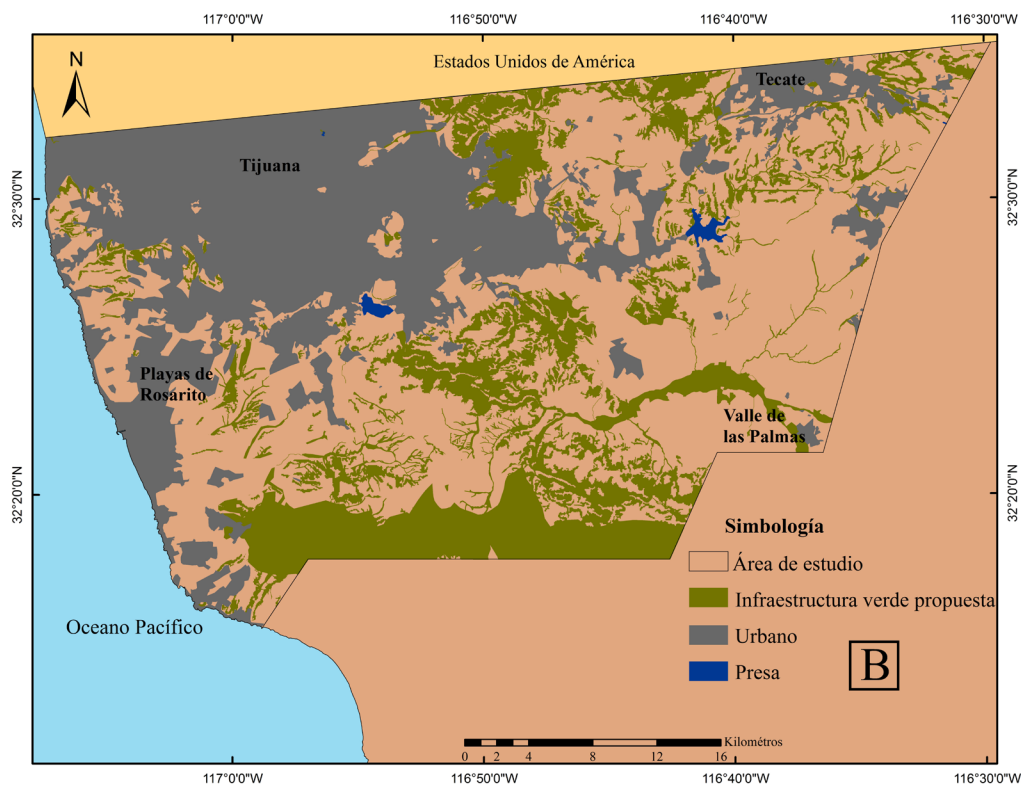 117°0'0"W 116°50'0"W 116°40'0"W 116°30'0"W
N
Estados Unidos de América
Tecate
Tijuana
32°30'0"N
32°30'0"N
Playas de
Rosarito
Valle de
las Palmas
32°20'0"N
32°20'0"N
Simbología
Área de estudio
Infraestructura verde propuesta
Urbano
Presa
B
Oceano Pacífico
Kilométros
0 2 4 8 12 16
117°0'0"W 116°50'0"W 116°40'0"W 116°30'0"W